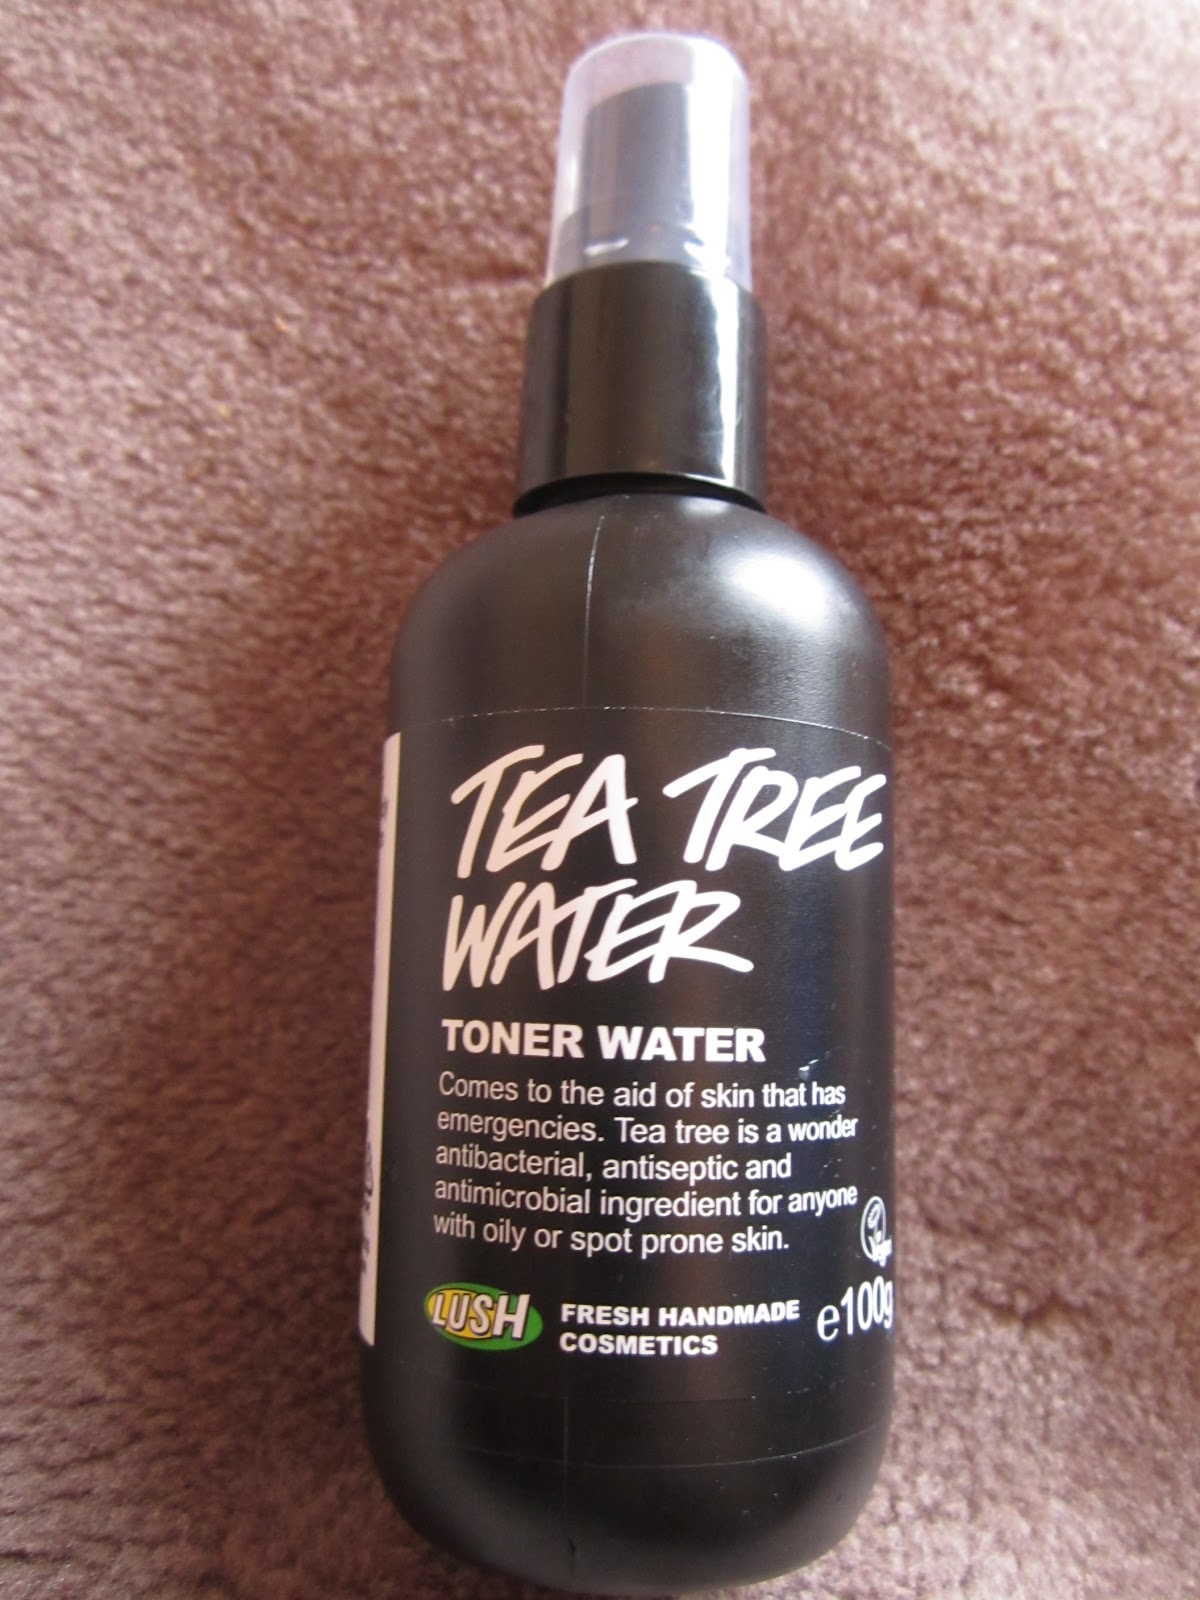 TEA TREE
WATER
TONER WATER
Comes to the aid of skin that has
emergencies. Tea tree is a wonder
antibacterial, antiseptic and
antimicrobial ingredient for anyone
with oily or spot prone skin.
Vegan
LUSH
FRESH HANDMADE
COSMETICS
e100g